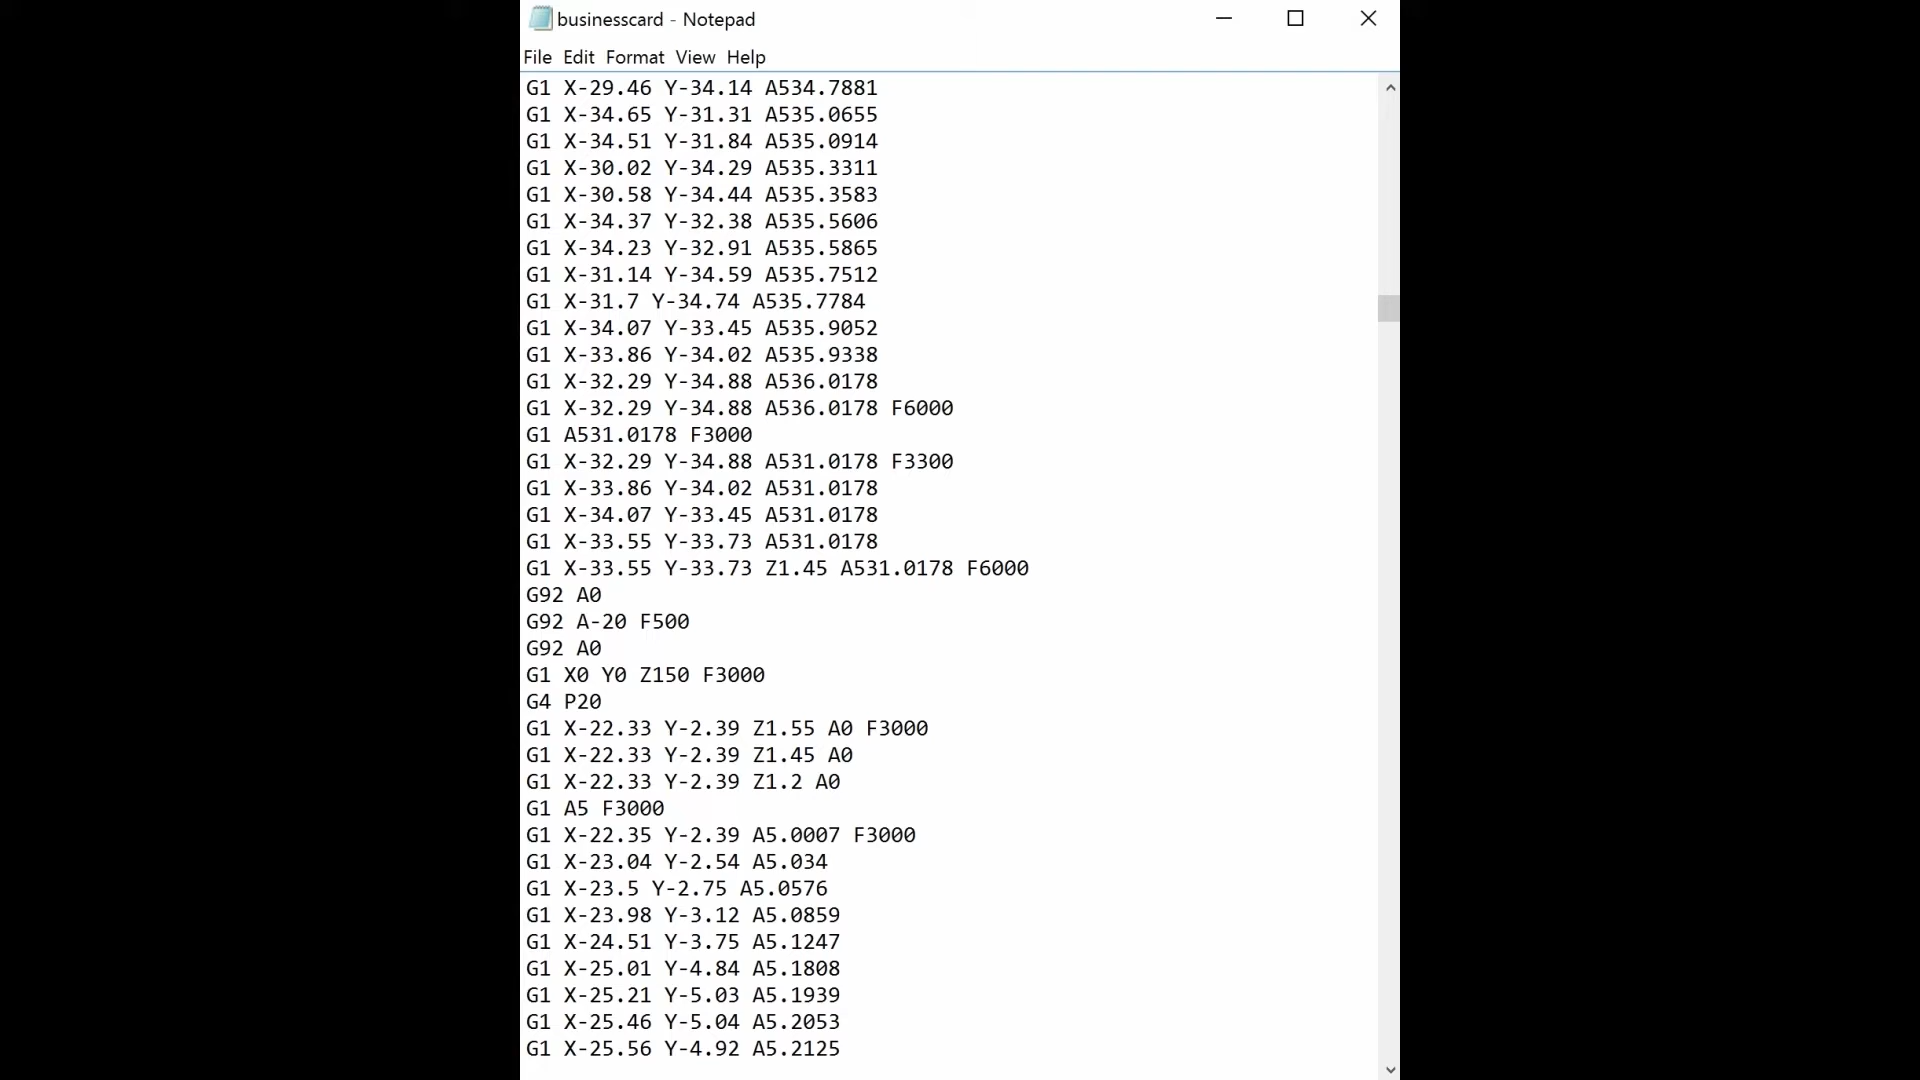 businesscard - Notepad
File Edit Format View Help
G1 X-29.46 Y-34.14 A534.7881
G1 X-34.65 Y-31.31 A535.0655
G1 X-34.51 Y-31.84 A535.0914
G1 X-30.02 Y-34.29 A535.3311
G1 X-30.58 Y-34.44 A535.3583
G1 X-34.37 Y-32.38 A535.5606
G1 X-34.23 Y-32.91 A535.5865
G1 X-31.14 Y-34.59 A535.7512
G1 X-31.7 Y-34.74 A535.7784
G1 X-34.07 Y-33.45 A535.9052
G1 X-33.86 Y-34.02 A535.9338
G1 X-32.29 Y-34.88 A536.0178
G1 X-32.29 Y-34.88 A536.0178 F6000
G1 A531.0178 F3000
G1 X-32.29 Y-34.88 A531.0178 F3300
G1 X-33.86 Y-34.02 A531.0178
G1 X-34.07 Y-33.45 A531.0178
G1 X-33.55 Y-33.73 A531.0178
G1 X-33.55 Y-33.73 Z1.45 A531.0178 F6000
G92 A0
G92 A-20 F500
G92 A0
G1 X0 Y0 Z150 F3000
G4 P20
G1 X-22.33 Y-2.39 Z1.55 A0 F3000
G1 X-22.33 Y-2.39 Z1.45 A0
G1 X-22.33 Y-2.39 Z1.2 A0
G1 A5 F3000
G1 X-22.35 Y-2.39 A5.0007 F3000
G1 X-23.04 Y-2.54 A5.034
G1 X-23.5 Y-2.75 A5.0576
G1 X-23.98 Y-3.12 A5.0859
G1 X-24.51 Y-3.75 A5.1247
G1 X-25.01 Y-4.84 A5.1808
G1 X-25.21 Y-5.03 A5.1939
G1 X-25.46 Y-5.04 A5.2053
G1 X-25.56 Y-4.92 A5.2125